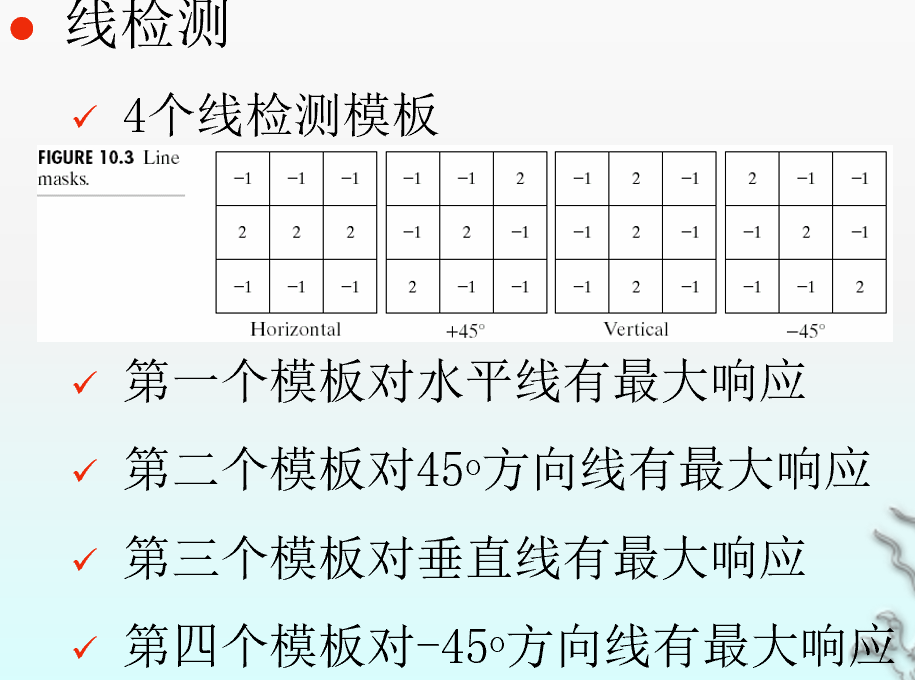 线检测
4个线检测模板
FIGURE 10.3 Line
masks.
−1 −1 −1 −1 −1 2 −1 2 −1 2 −1 −1
2 2 2 −1 2 −1 −1 2 −1 −1 2 −1
−1 −1 −1 2 −1 −1 −1 2 −1 −1 −1 2
Horizontal +45° Vertical −45°
第一个模板对水平线有最大响应
第二个模板对45°方向线有最大响应
第三个模板对垂直线有最大响应
第四个模板对-45°方向线有最大响应